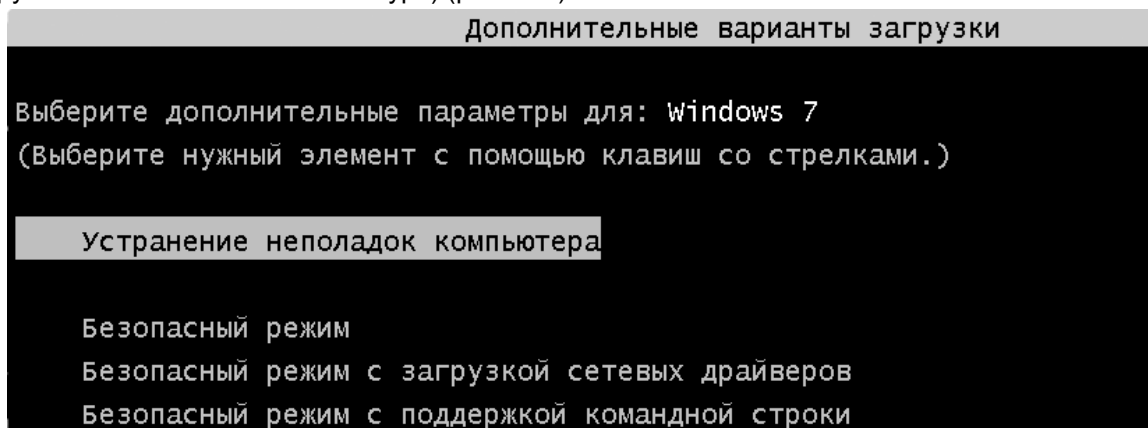 Дополнительные варианты загрузки
Выберите дополнительные параметры для: Windows 7
(Выберите нужный элемент с помощью клавиш со стрелками.)
Устранение неполадок компьютера
Безопасный режим
Безопасный режим с загрузкой сетевых драйверов
Безопасный режим с поддержкой командной строки